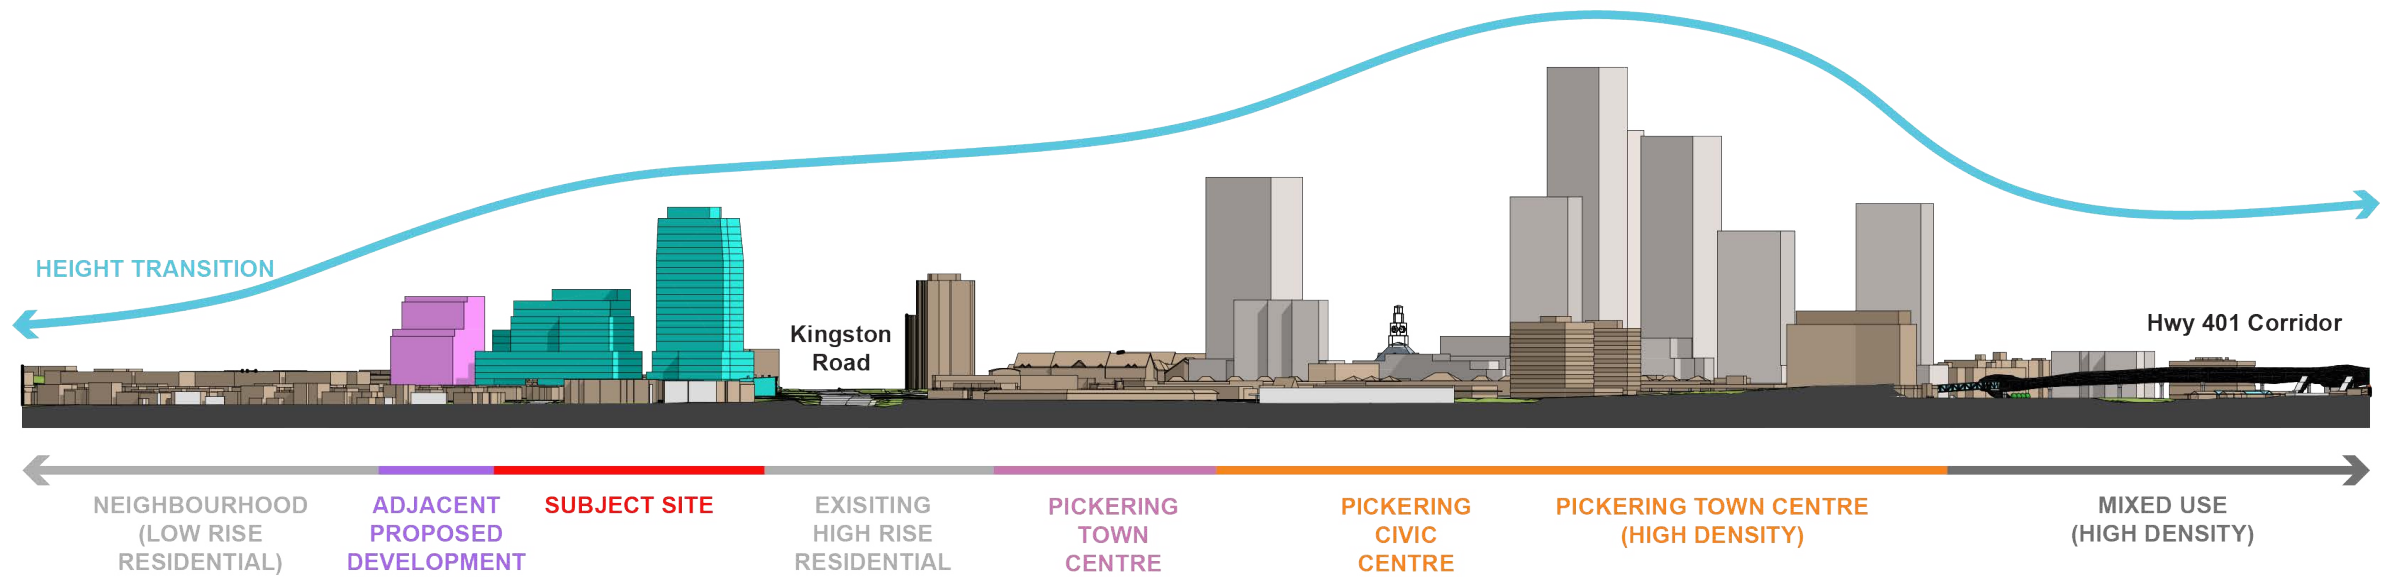 HEIGHT TRANSITION
Kingston
Road
Hwy 401 Corridor
NEIGHBOURHOOD
(LOW RISE
RESIDENTIAL)
ADJACENT
PROPOSED
DEVELOPMENT
SUBJECT SITE
EXISITING
HIGH RISE
RESIDENTIAL
PICKERING
TOWN
CENTRE
PICKERING
CIVIC
CENTRE
PICKERING TOWN CENTRE
(HIGH DENSITY)
MIXED USE
(HIGH DENSITY)